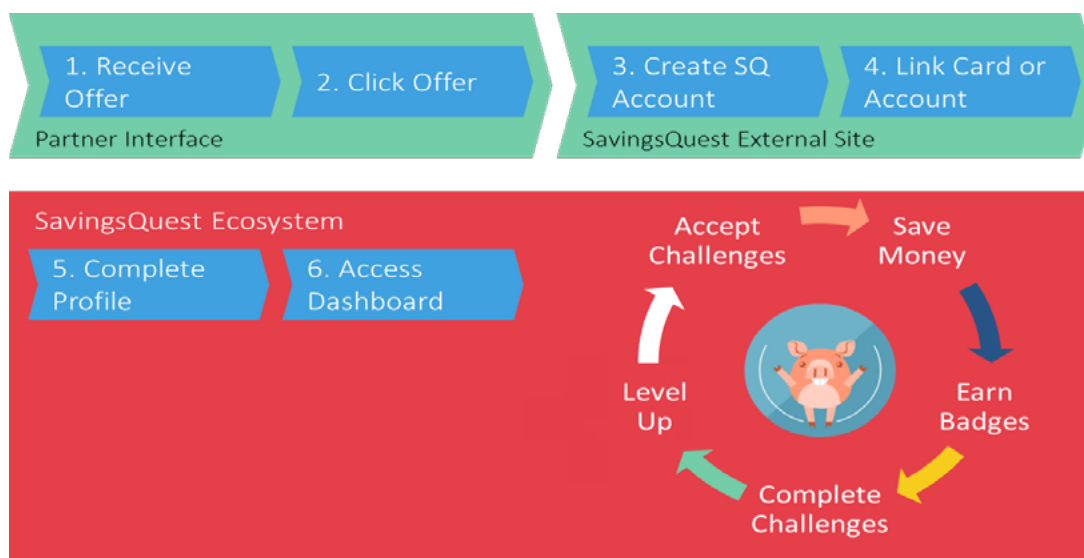 1. Receive
Offer
2. Click Offer
Partner Interface
3. Create SQ
Account
4. Link Card or
Account
SavingsQuest External Site
SavingsQuest Ecosystem
5. Complete
Profile
6. Access
Dashboard
Accept
Challenges
Save
Money
Earn
Badges
Complete
Challenges
Level
Up